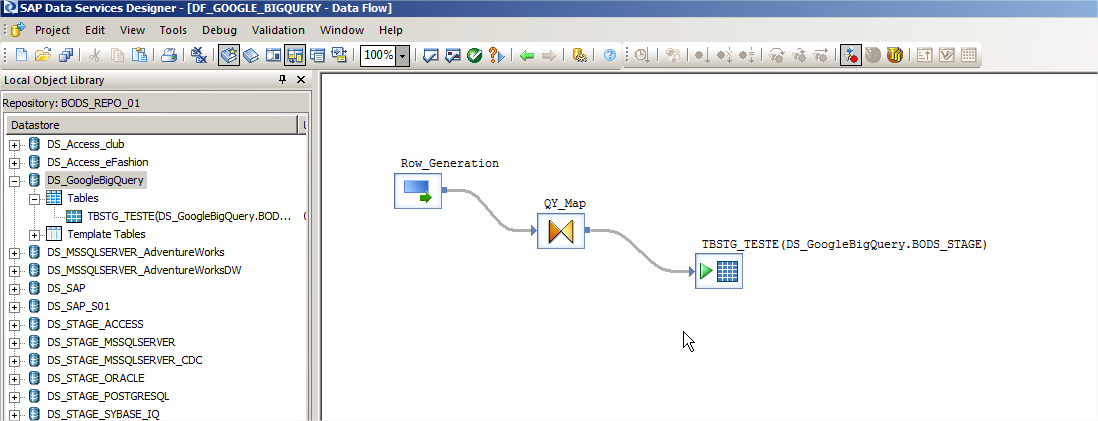 SAP Data Services Designer - [DF_GOOGLE_BIGQUERY - Data Flow]
Project Edit View Tools Debug Validation Window Help
100%
Local Object Library
Repository: BODS_REPO_01
Datastore
DS_Access_club
DS_Access_eFashion
DS_GoogleBigQuery
Tables
TBSTG_TESTE(DS_GoogleBigQuery.BOD...
Template Tables
DS_MSSQLSERVER_AdventureWorks
DS_MSSQLSERVER_AdventureWorksDW
DS_SAP
DS_SAP_S01
DS_STAGE_ACCESS
DS_STAGE_MSSQLSERVER
DS_STAGE_MSSQLSERVER_CDC
DS_STAGE_ORACLE
DS_STAGE_POSTGRESQL
DS_STAGE_SYBASE_IQ
Row_Generation
QY_Map
TBSTG_TESTE(DS_GoogleBigQuery.BODS_STAGE)